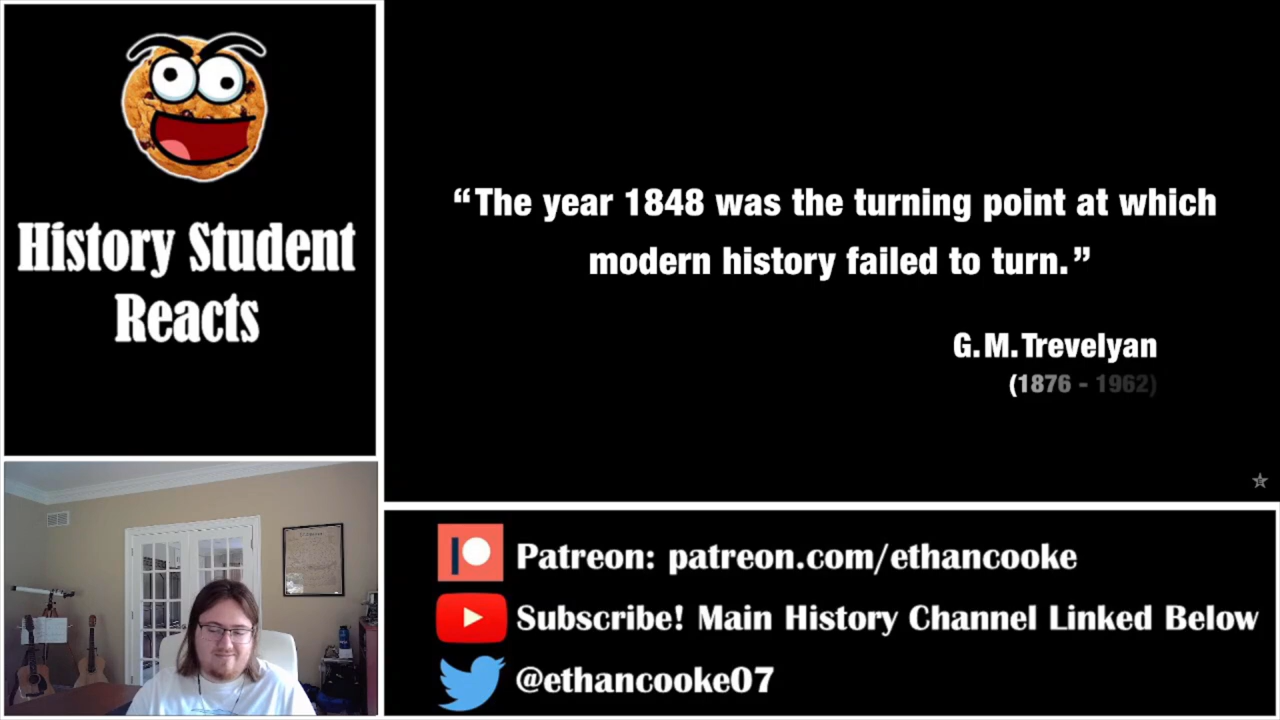 History Student
Reacts
“The year 1848 was the turning point at which
modern history failed to turn.”
G.M.Trevelyan
(1876 - 1962)
Patreon: patreon.com/ethancooke
Subscribe! Main History Channel Linked Below
@ethancooke07